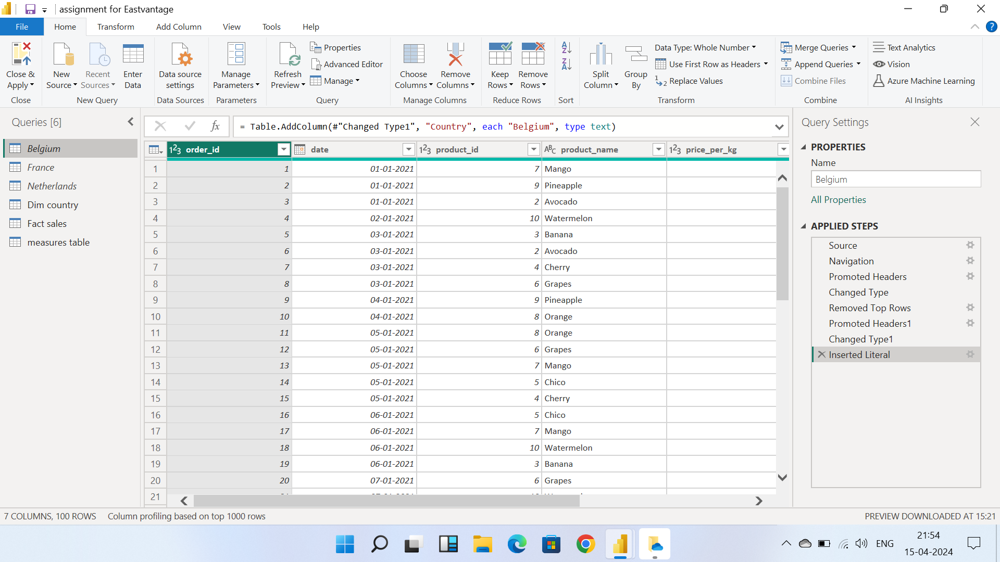 assignment for Eastvantage
File Home Transform Add Column View Tools Help
Close & Apply
Close
New Source
Recent Sources
Enter Data
New Query
Data source settings
Data Sources
Manage Parameters
Parameters
Refresh Preview
Properties
Advanced Editor
Manage
Query
Choose Columns
Remove Columns
Manage Columns
Keep Rows
Remove Rows
Reduce Rows
Sort
Split Column
Group By
Data Type: Whole Number
Use First Row as Headers
Replace Values
Transform
Merge Queries
Append Queries
Combine Files
Combine
Text Analytics
Vision
Azure Machine Learning
AI Insights
Queries [6]
Belgium
France
Netherlands
Dim country
Fact sales
measures table
fx
= Table.AddColumn(#"Changed Type1", "Country", each "Belgium", type text)
order_id date product_id product_name price_per_kg
1 1 01-01-2021 7 Mango
2 2 01-01-2021 9 Pineapple
3 3 01-01-2021 2 Avocado
4 4 02-01-2021 10 Watermelon
5 5 03-01-2021 3 Banana
6 6 03-01-2021 2 Avocado
7 7 03-01-2021 4 Cherry
8 8 03-01-2021 6 Grapes
9 9 04-01-2021 9 Pineapple
10 10 04-01-2021 8 Orange
11 11 05-01-2021 8 Orange
12 12 05-01-2021 6 Grapes
13 13 05-01-2021 7 Mango
14 14 05-01-2021 5 Chico
15 15 05-01-2021 4 Cherry
16 16 06-01-2021 5 Chico
17 17 06-01-2021 7 Mango
18 18 06-01-2021 10 Watermelon
19 19 06-01-2021 3 Banana
20 20 07-01-2021 6 Grapes
21
Query Settings
PROPERTIES
Name
Belgium
All Properties
APPLIED STEPS
Source
Navigation
Promoted Headers
Changed Type
Removed Top Rows
Promoted Headers1
Changed Type1
Inserted Literal
7 COLUMNS, 100 ROWS Column profiling based on top 1000 rows
PREVIEW DOWNLOADED AT 15:21
ENG
21:54
15-04-2024